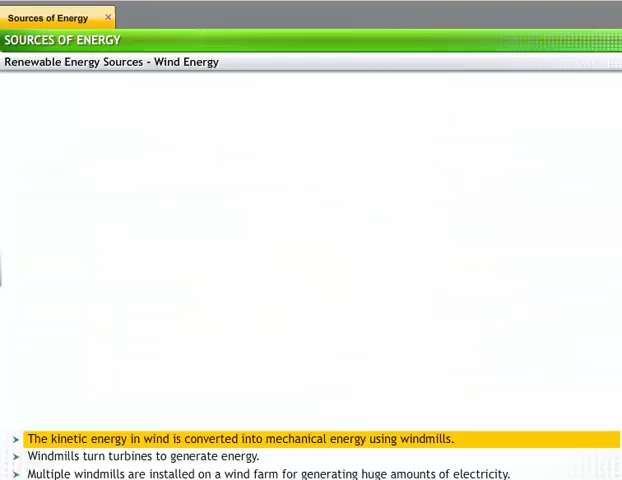 Sources of Energy
SOURCES OF ENERGY
Renewable Energy Sources - Wind Energy
The kinetic energy in wind is converted into mechanical energy using windmills.
Windmills turn turbines to generate energy.
Multiple windmills are installed on a wind farm for generating huge amounts of electricity.